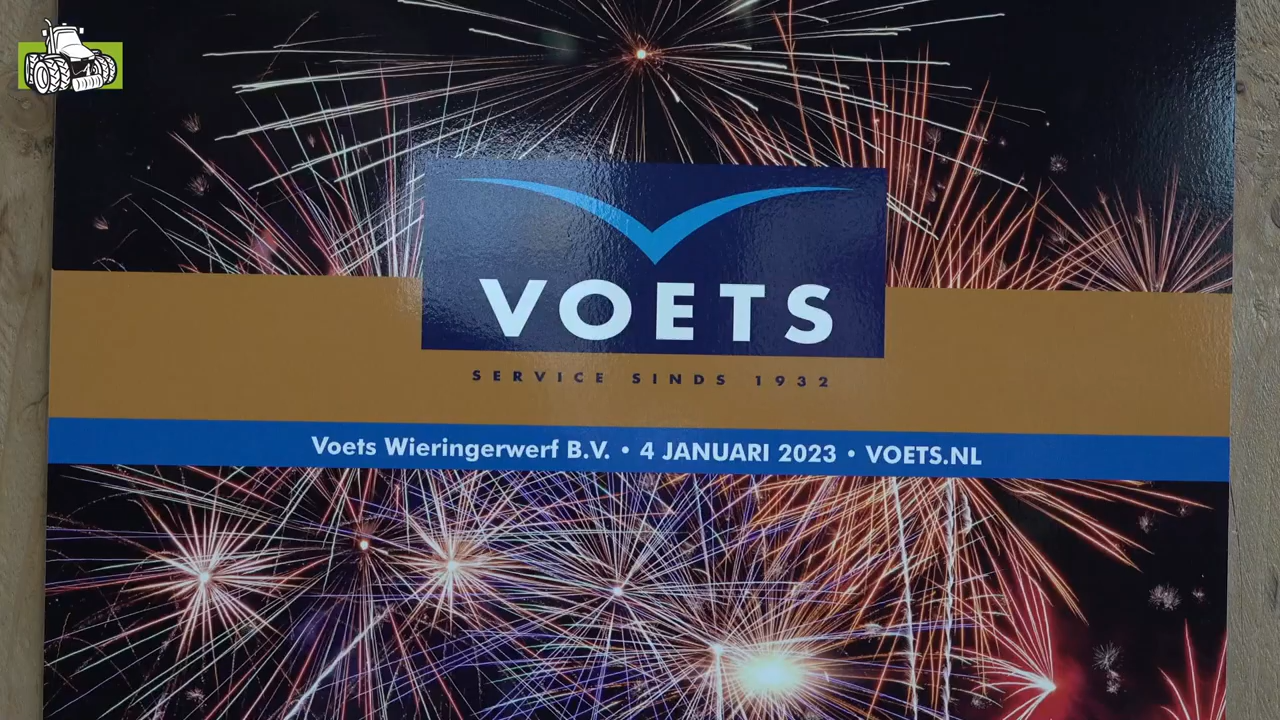 VOETS
SERVICE SINDS 1932
Voets Wieringerwerf B.V. • 4 JANUARI 2023 • VOETS.NL